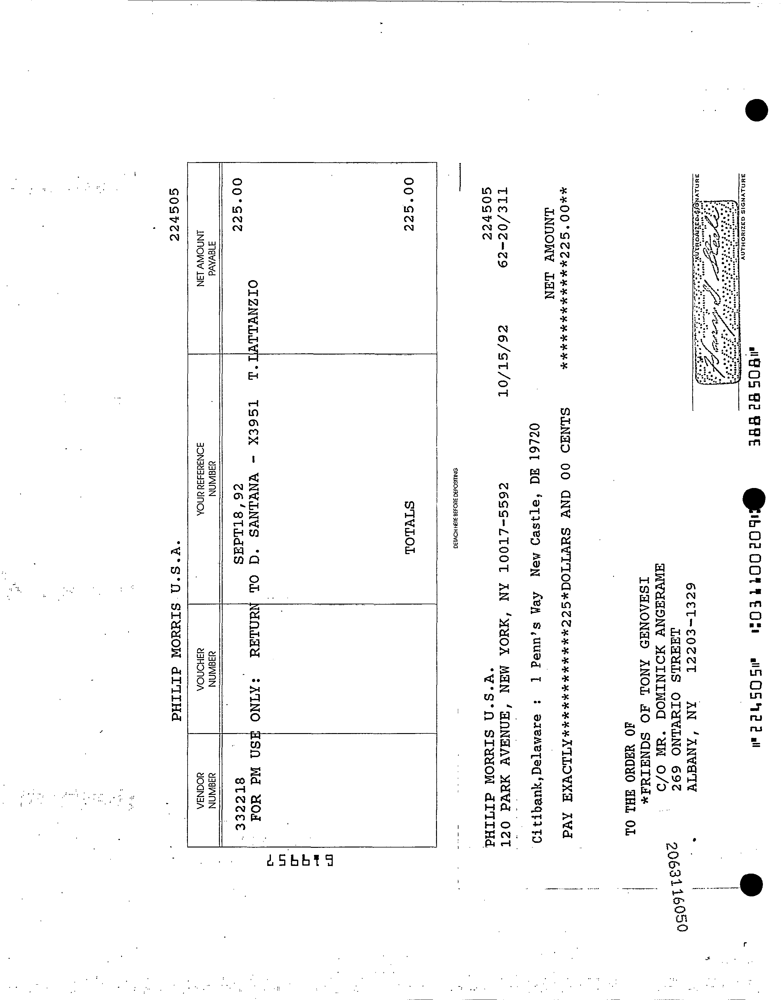 PHILIP MORRIS U.S.A. 224505
VENDOR NUMBER VOUCHER NUMBER YOUR REFERENCE NUMBER NET AMOUNT PAYABLE
332218 SEPT18,92 225.00
FOR PM USE ONLY: RETURN TO D. SANTANA - X3951 T.LATTANZIO
TOTALS 225.00
619957
DETACH HERE BEFORE DEPOSITING
PHILIP MORRIS U.S.A. 224505
120 PARK AVENUE, NEW YORK, NY 10017-5592 10/15/92 62-20/311
Citibank,Delaware : 1 Penn's Way New Castle, DE 19720
NET AMOUNT
PAY EXACTLY*************225*DOLLARS AND 00 CENTS *************225.00**
TO THE ORDER OF
*FRIENDS OF TONY GENOVESI
C/O MR. DOMINICK ANGERAME
269 ONTARIO STREET
ALBANY, NY 12203-1329
AUTHORIZED SIGNATURE
AUTHORIZED SIGNATURE
⑈224505⑈ ⑆031100209⑆ 388 28 508⑈
2063116050